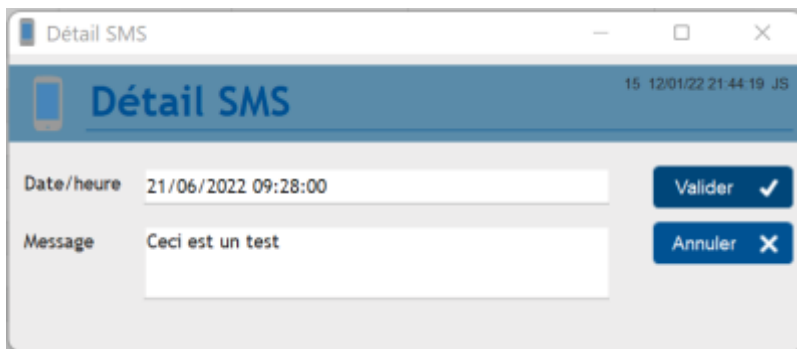 Détail SMS
Détail SMS
15 12/01/22 21:44:19 JS
Date/heure 21/06/2022 09:28:00 Valider
Message Ceci est un test Annuler